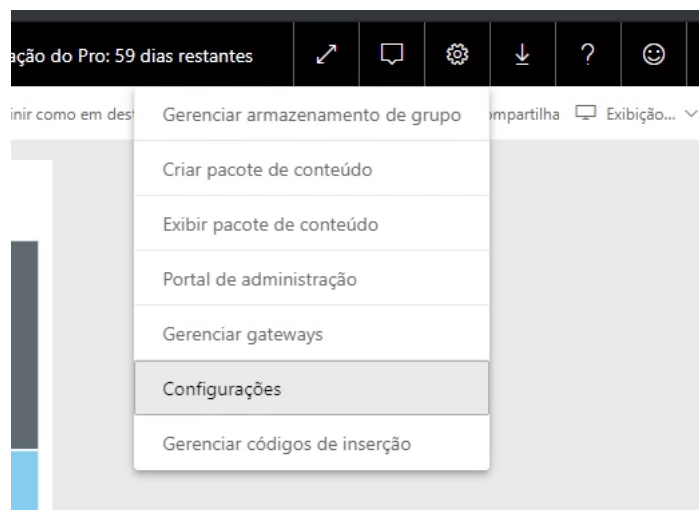 ação do Pro: 59 dias restantes ?
inir como em des
ompartilha Exibição...
Gerenciar armazenamento de grupo
Criar pacote de conteúdo
Exibir pacote de conteúdo
Portal de administração
Gerenciar gateways
Configurações
Gerenciar códigos de inserção